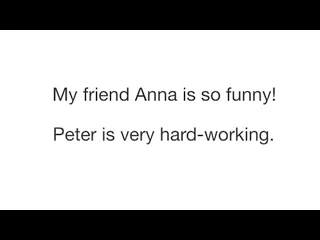 My friend Anna is so funny!
Peter is very hard-working.